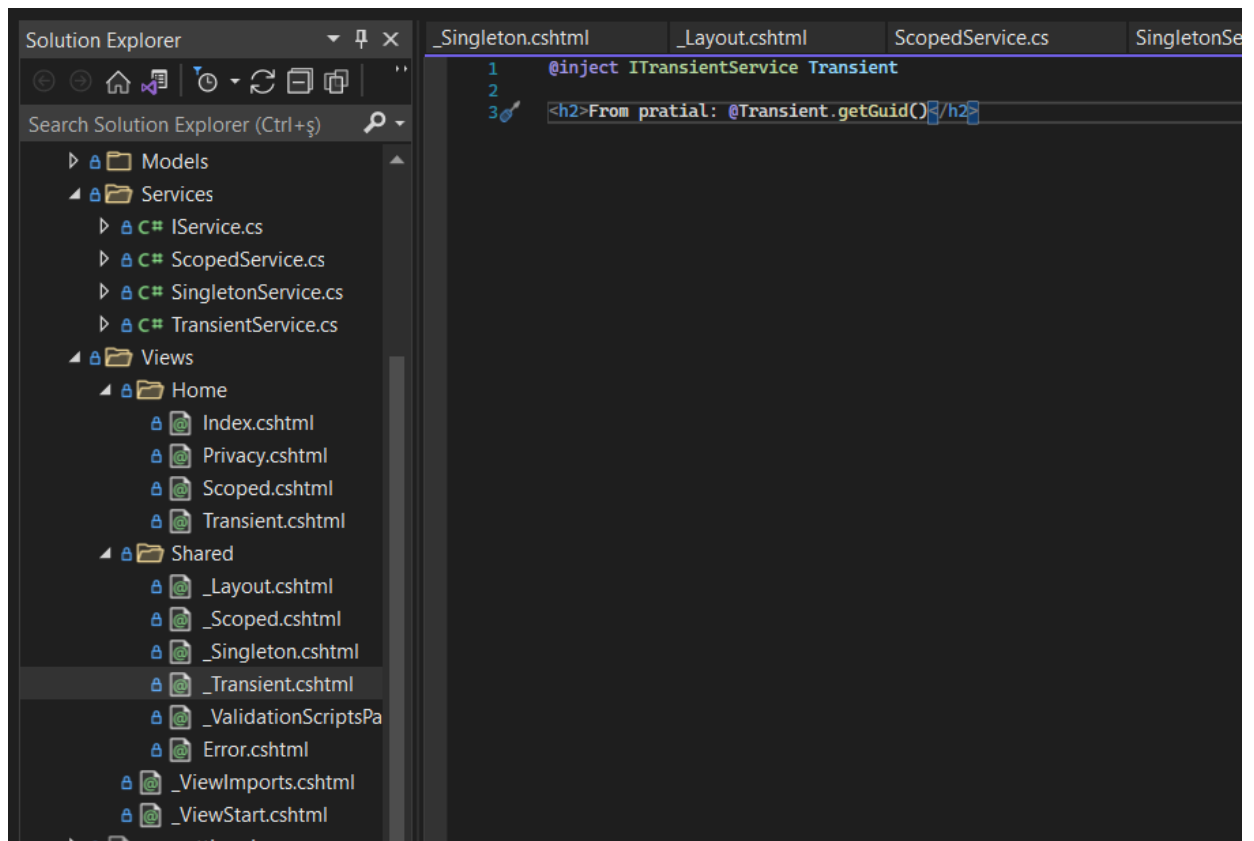 Solution Explorer
Search Solution Explorer (Ctrl+ş)
Models
Services
C# IService.cs
C# ScopedService.cs
C# SingletonService.cs
C# TransientService.cs
Views
Home
Index.cshtml
Privacy.cshtml
Scoped.cshtml
Transient.cshtml
Shared
_Layout.cshtml
_Scoped.cshtml
_Singleton.cshtml
_Transient.cshtml
_ValidationScriptsPa
Error.cshtml
_ViewImports.cshtml
_ViewStart.cshtml
_Singleton.cshtml _Layout.cshtml ScopedService.cs SingletonSe
1 @inject ITransientService Transient
2
3 <h2>From pratial: @Transient.getGuid()</h2>